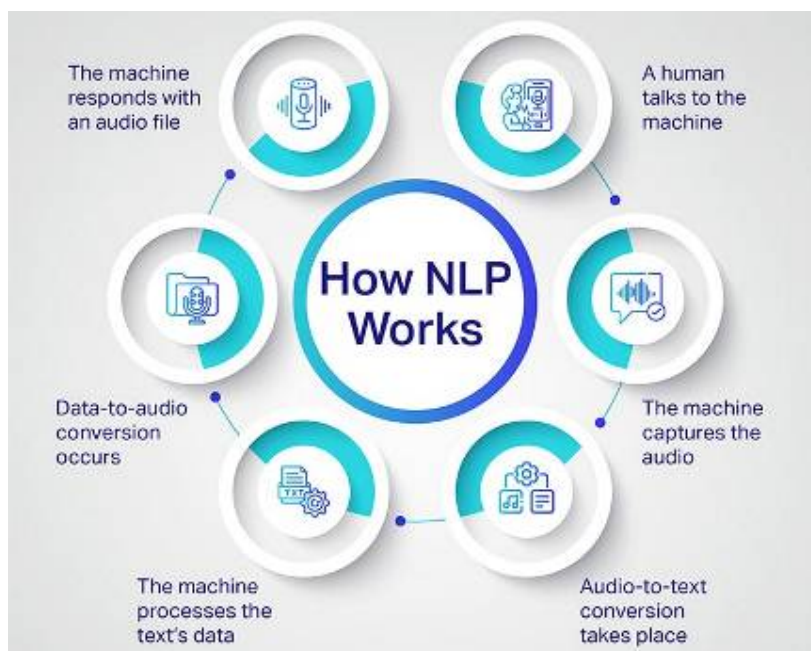 How NLP
Works
A human
talks to the
machine
The machine
captures the
audio
Audio-to-text
conversion
takes place
The machine
processes the
text's data
TXT
Data-to-audio
conversion
occurs
The machine
responds with
an audio file